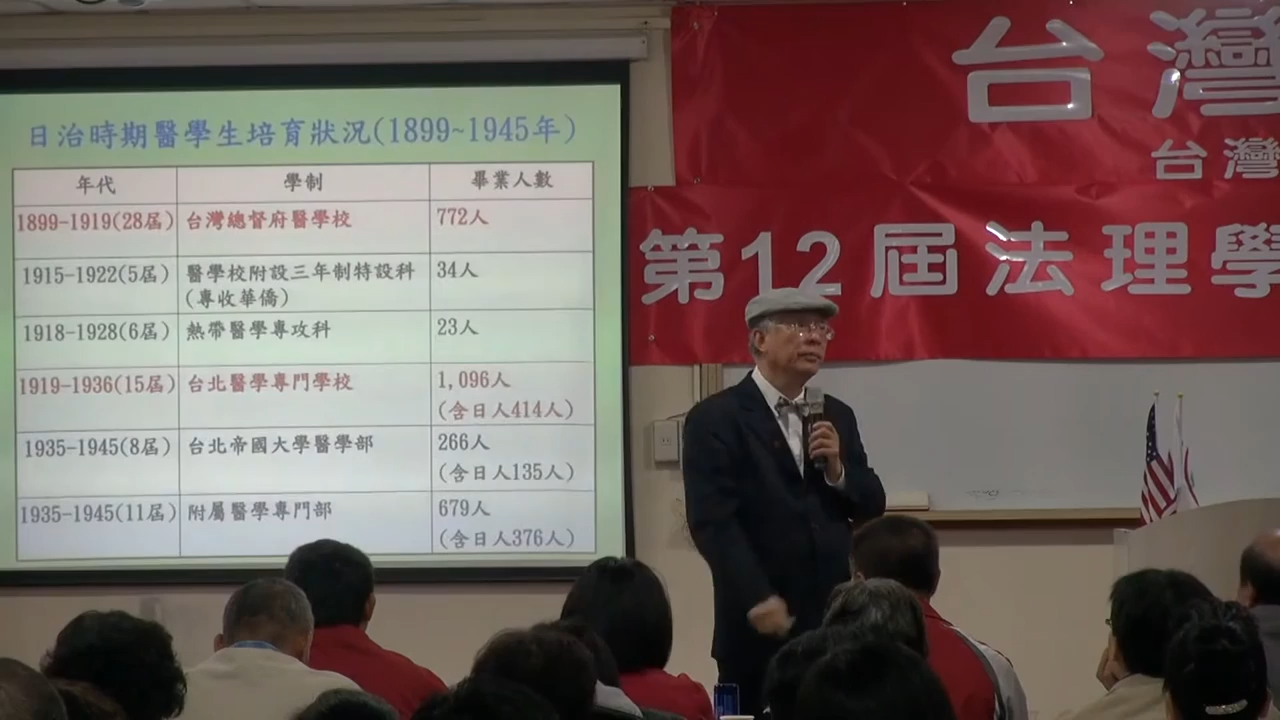 日治時期醫學生培育狀況(1899~1945年)
年代 學制 畢業人數
1899-1919(28屆) 台灣總督府醫學校 772人
1915-1922(5屆) 醫學校附設三年制特設科 34人
(專收華僑)
1918-1928(6屆) 熱帶醫學專攻科 23人
1919-1936(15屆) 台北醫學專門學校 1,096人
(含日人414人)
1935-1945(8屆) 台北帝國大學醫學部 266人
(含日人135人)
1935-1945(11屆) 附屬醫學專門部 679人
(含日人376人)
台灣
台灣
第12屆法理學